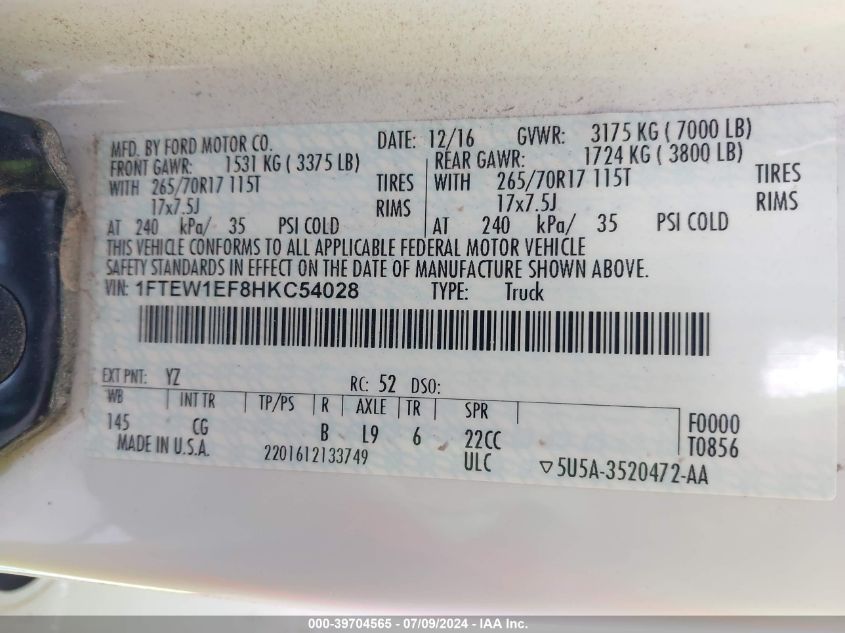 MFD. BY FORD MOTOR CO. DATE: 12/16 GVWR: 3175 KG ( 7000 LB)
FRONT GAWR: 1531 KG ( 3375 LB) REAR GAWR: 1724 KG ( 3800 LB)
WITH 265/70R17 115T TIRES WITH 265/70R17 115T TIRES
17x7.5J RIMS 17x7.5J RIMS
AT 240 kPa/ 35 PSI COLD AT 240 kPa/ 35 PSI COLD
THIS VEHICLE CONFORMS TO ALL APPLICABLE FEDERAL MOTOR VEHICLE
SAFETY STANDARDS IN EFFECT ON THE DATE OF MANUFACTURE SHOWN ABOVE.
VIN: 1FTEW1EF8HKC54028 TYPE: Truck
EXT PNT: YZ RC: 52 DSO:
WB INT TR TP/PS R AXLE TR SPR F0000
145 CG B L9 6 22CC T0856
MADE IN U.S.A. 2201612133749 ULC ▽5U5A-3520472-AA
000-39704565 - 07/09/2024 - IAA Inc.